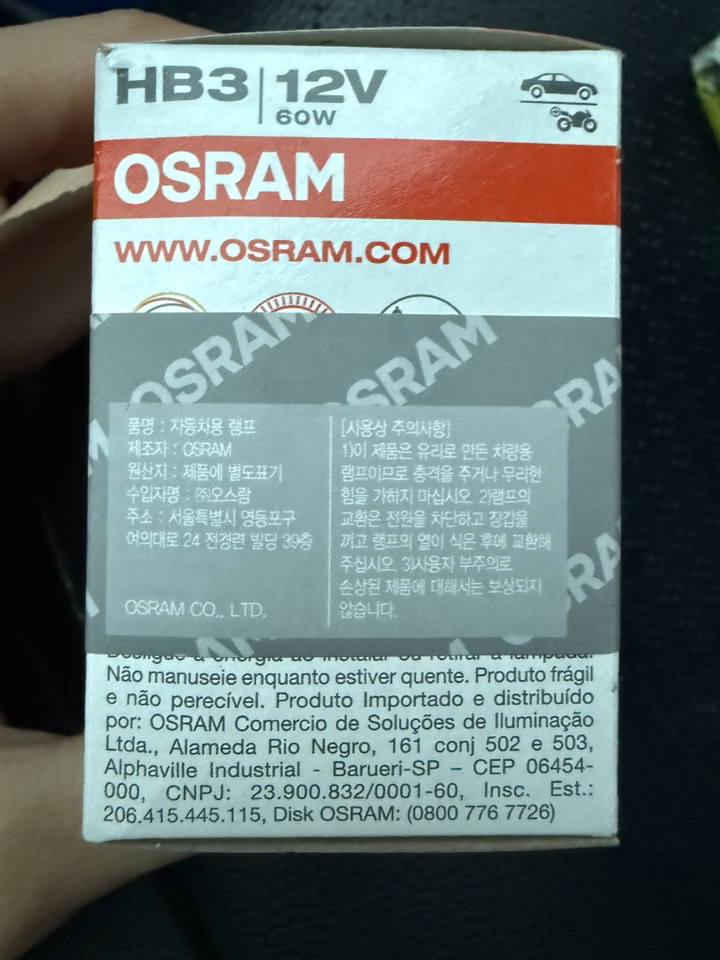 HB3 | 12V
60W
OSRAM
WWW.OSRAM.COM
OSRAM
OSRAM
품명 : 자동차용 램프
제조자 : OSRAM
원산지 : 제품에 별도표기
수입자명 : ㈜오스람
주소 : 서울특별시 영등포구
여의대로 24 전경련 빌딩 39층
OSRAM CO., LTD.
[사용상 주의사항]
1)이 제품은 유리로 만든 차량용
램프이므로 충격을 주거나 무리한
힘을 가하지 마십시오. 2)램프의
교환은 전원을 차단하고 장갑을
끼고 램프의 열이 식은 후에 교환해
주십시오. 3)사용자 부주의로
손상된 제품에 대해서는 보상되지
않습니다.
Desligue a energia ao instalar ou retirar a lâmpada.
Não manuseie enquanto estiver quente. Produto frágil
e não perecível. Produto Importado e distribuído
por: OSRAM Comercio de Soluções de Iluminação
Ltda., Alameda Rio Negro, 161 conj 502 e 503,
Alphaville Industrial - Barueri-SP – CEP 06454-
000, CNPJ: 23.900.832/0001-60, Insc. Est.:
206.415.445.115, Disk OSRAM: (0800 776 7726)